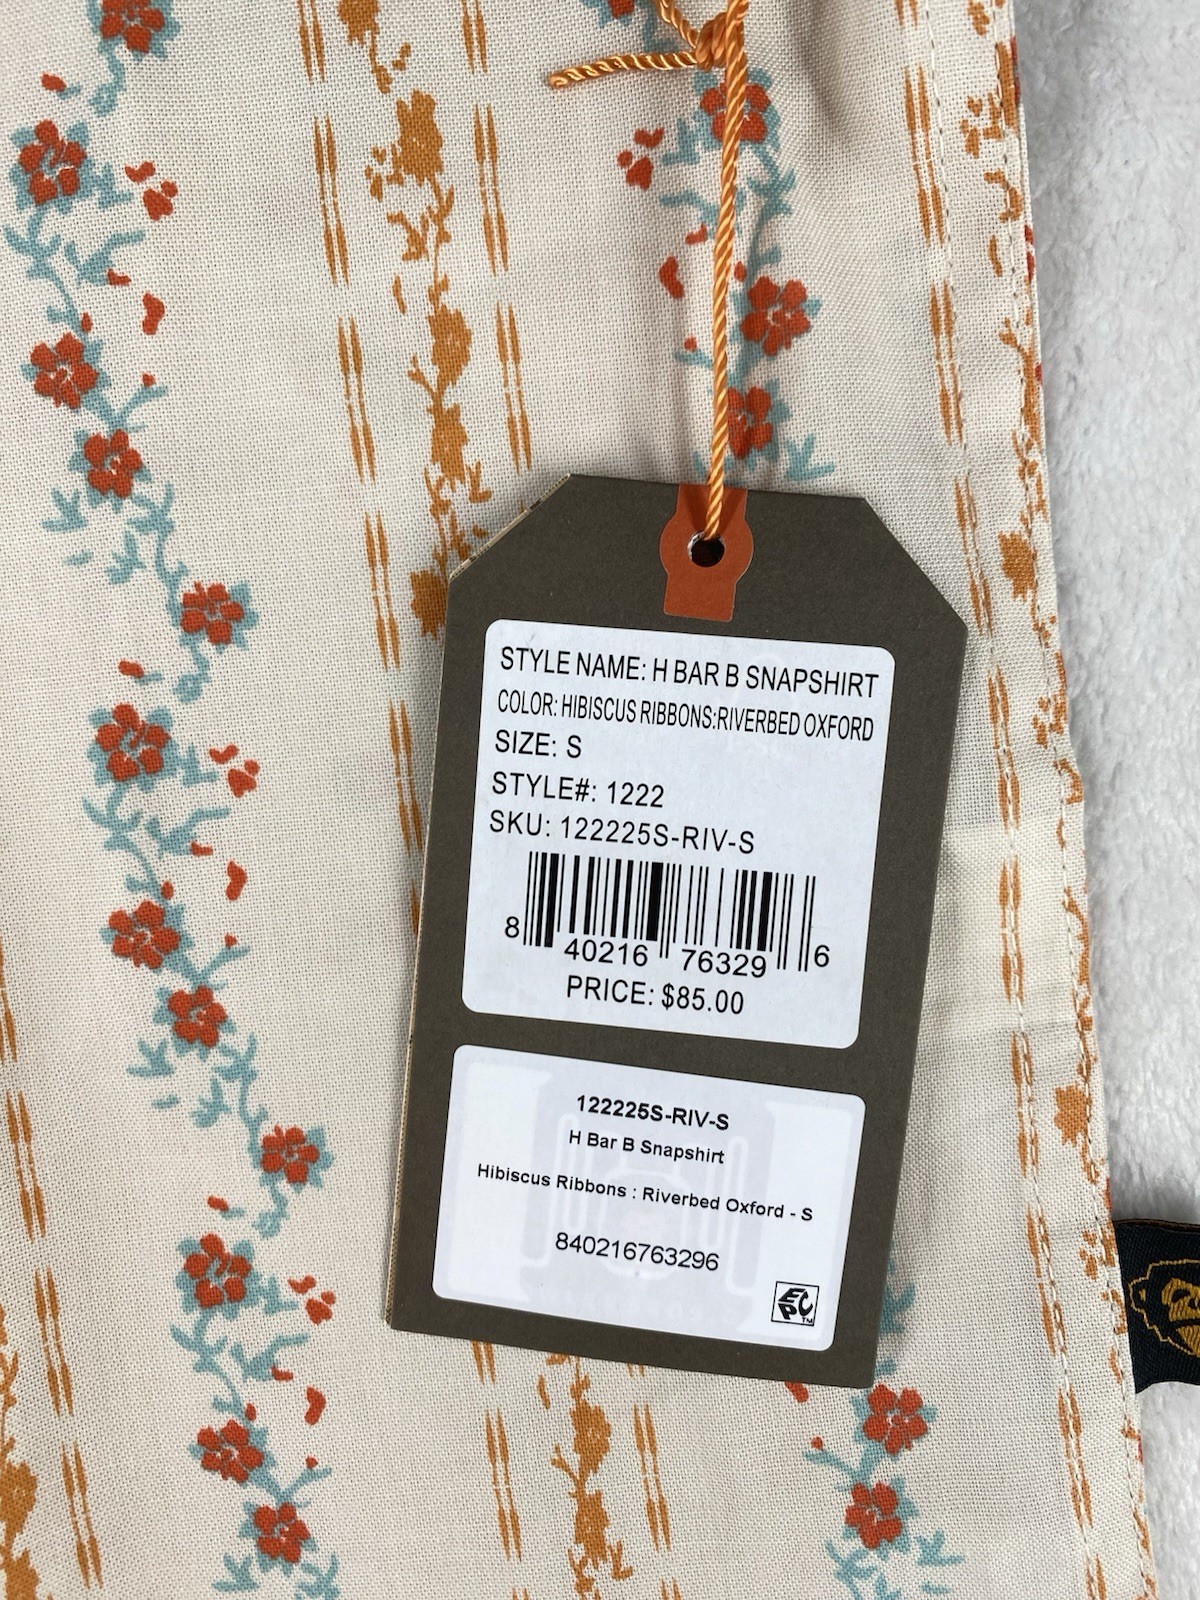 STYLE NAME: H BAR B SNAPSHIRT
COLOR: HIBISCUS RIBBONS:RIVERBED OXFORD
SIZE: S
STYLE#: 1222
SKU: 122225S-RIV-S
8 40216 76329 6
PRICE: $85.00
122225S-RIV-S
H Bar B Snapshirt
Hibiscus Ribbons : Riverbed Oxford - S
840216763296
EPC™